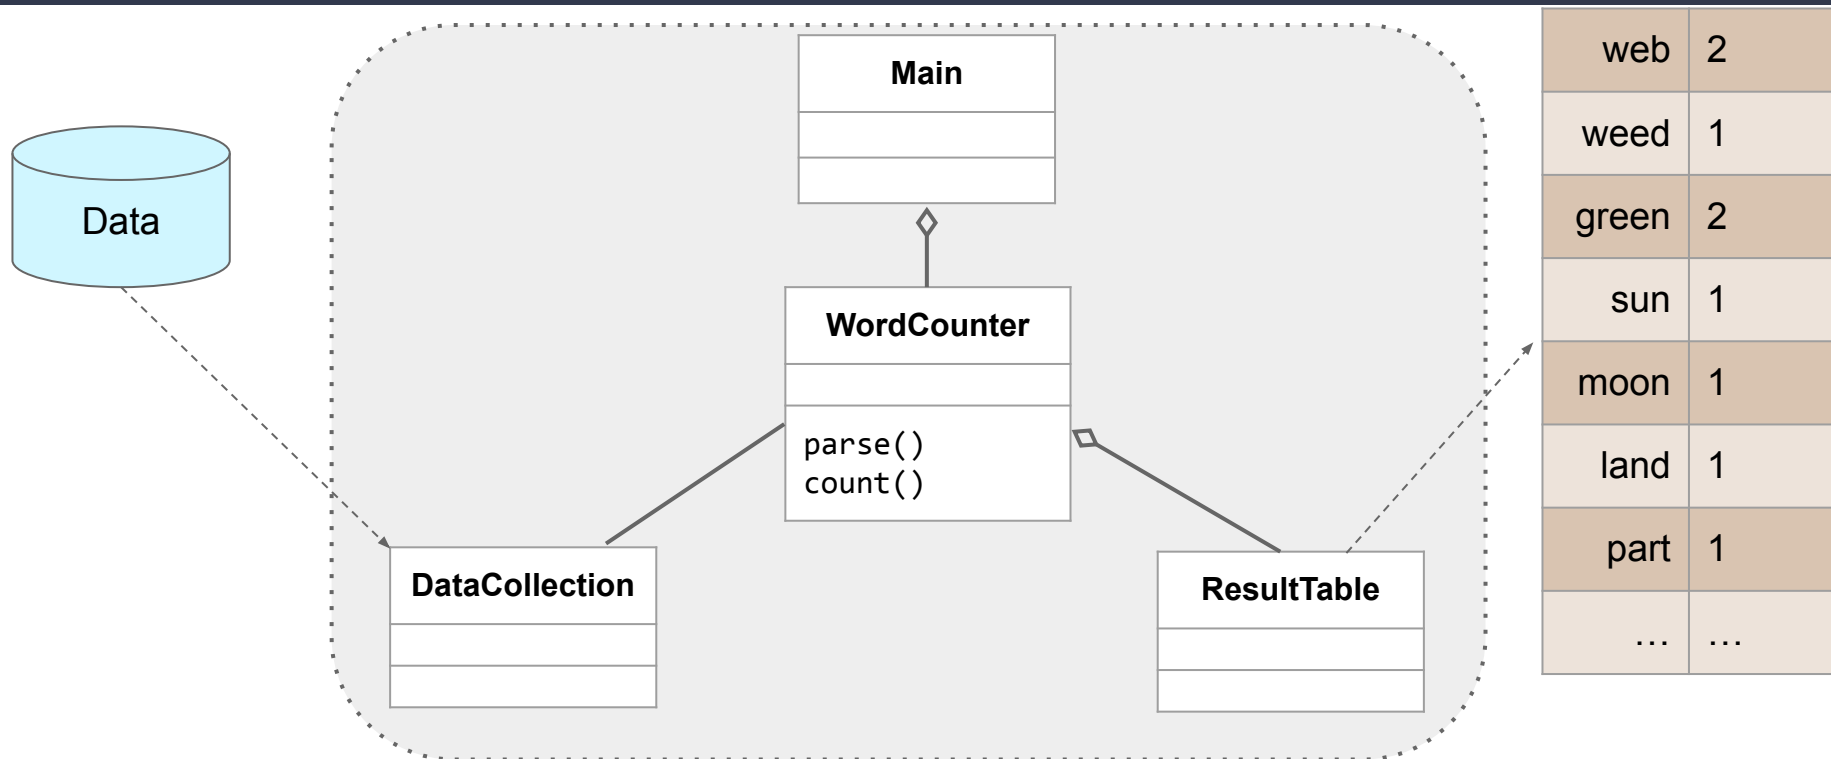 Data
Main
WordCounter
parse()
count()
DataCollection
ResultTable
web 2
weed 1
green 2
sun 1
moon 1
land 1
part 1
... ...